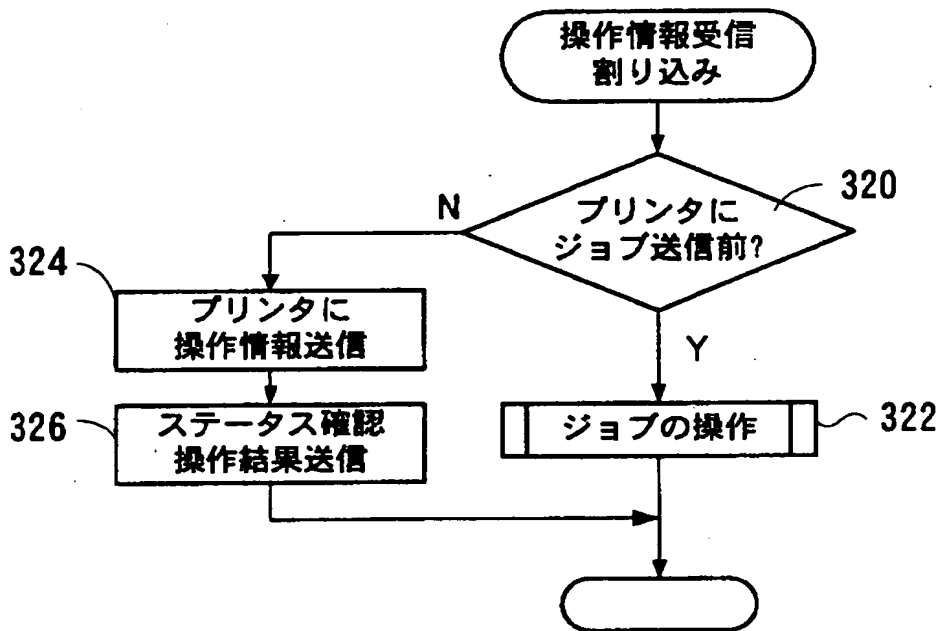 操作情報受信
割り込み
320
プリンタに
ジョブ送信前?
N
Y
324
プリンタに
操作情報送信
326
ステータス確認
操作結果送信
ジョブの操作
322